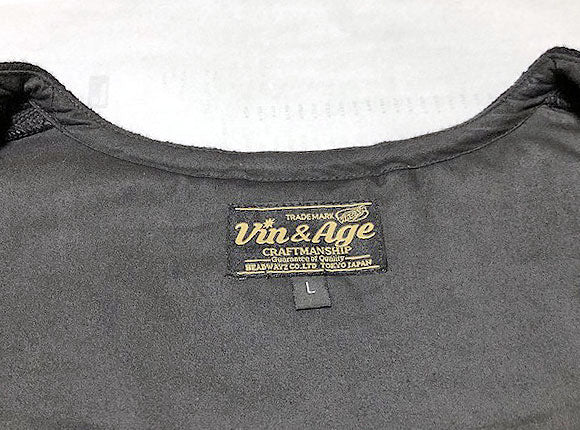 TRADE MARK
Vin & Age
CRAFTMANSHIP
Guarantee of Quality
HEADWAYZ CO.LTD. TOKYO JAPAN
L